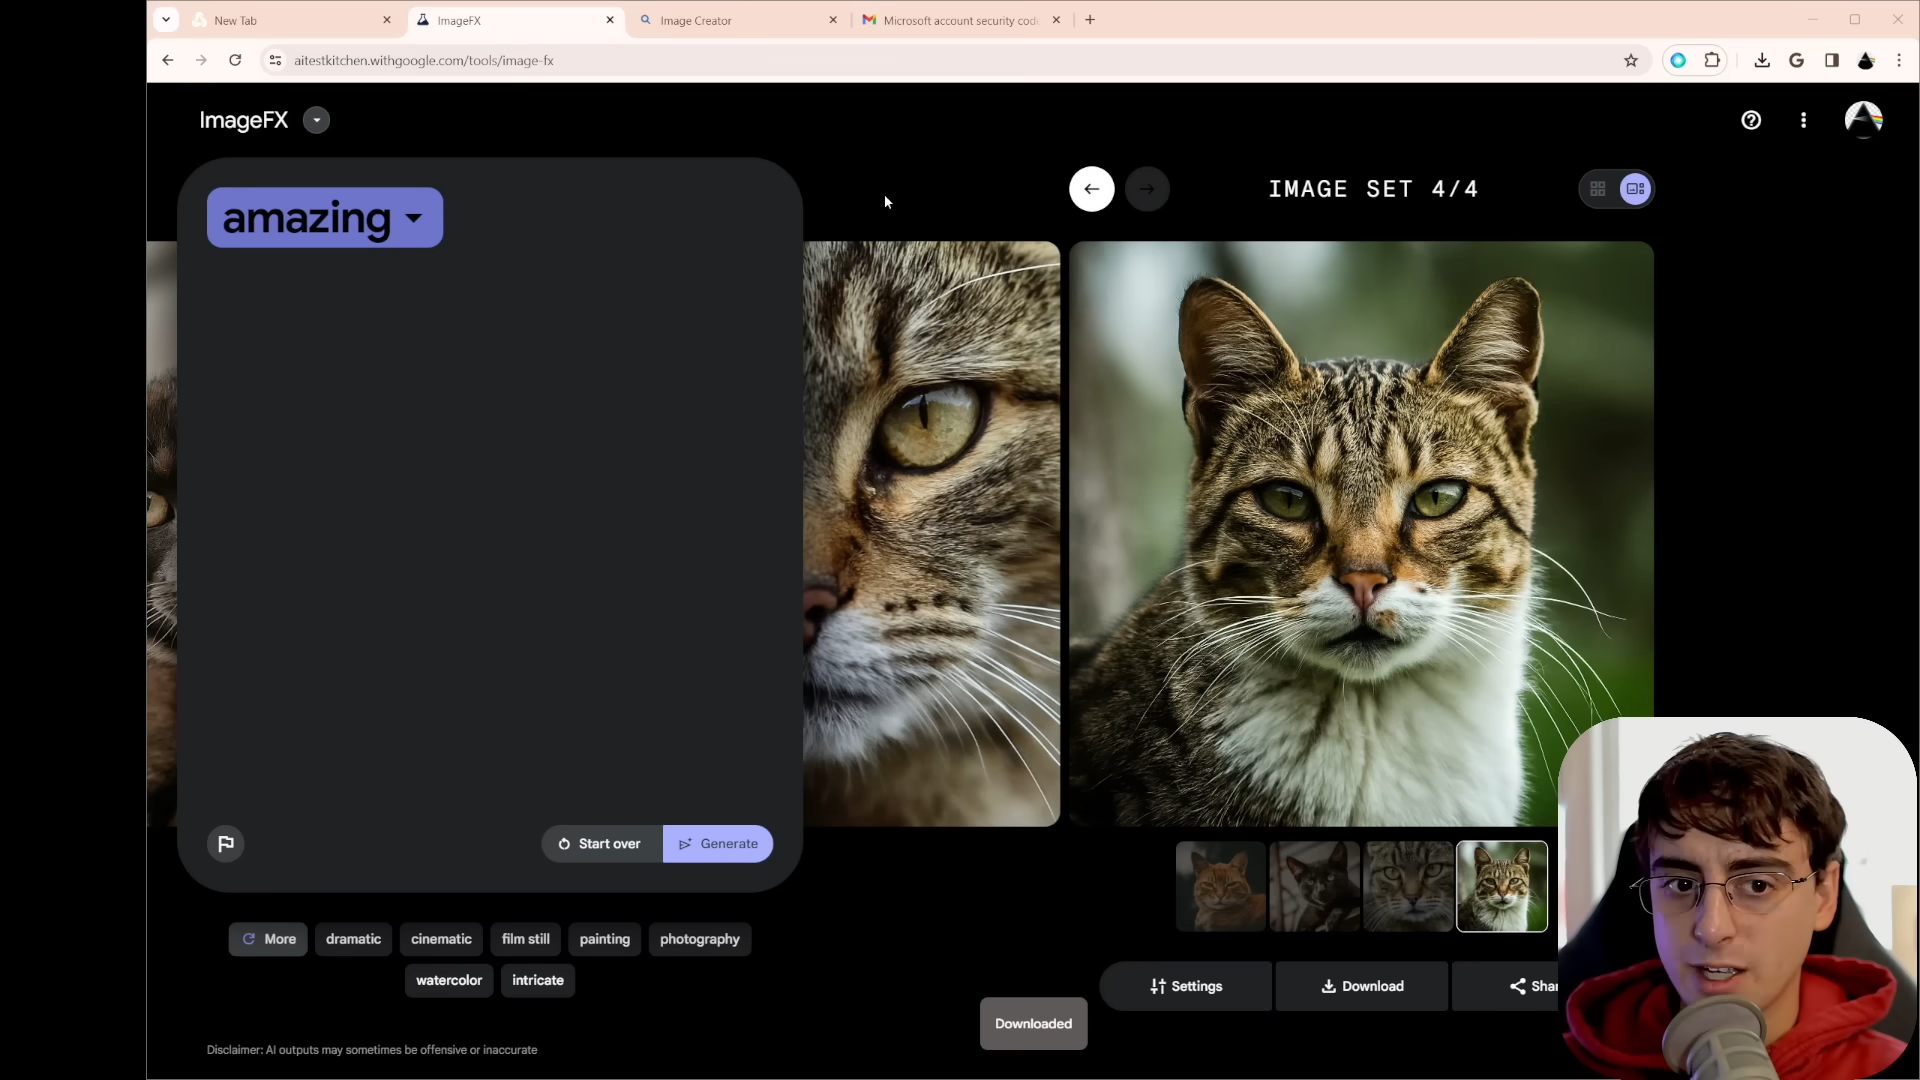 New Tab
ImageFX
Image Creator
Microsoft account security cod
aitestkitchen.withgoogle.com/tools/image-fx
ImageFX
amazing
IMAGE SET 4/4
Start over
Generate
More
dramatic
cinematic
film still
painting
photography
watercolor
intricate
Settings
Download
Shar
Downloaded
Disclaimer: AI outputs may sometimes be offensive or inaccurate